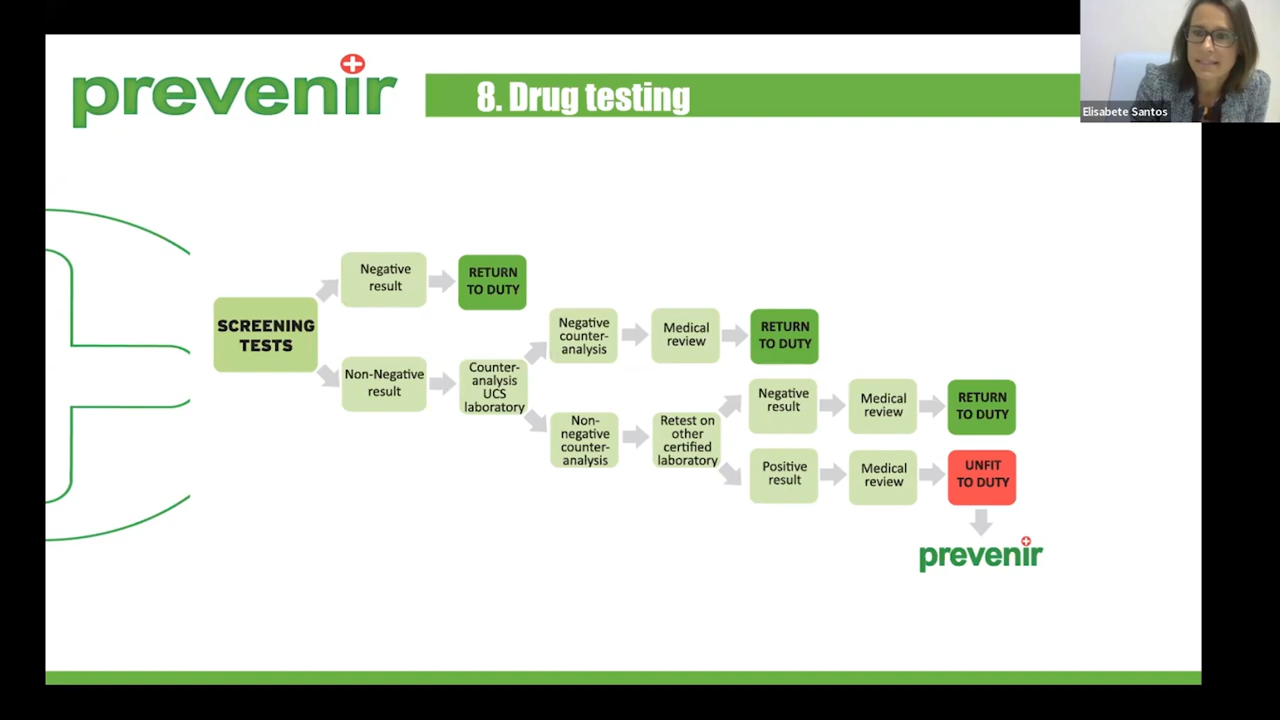 prevenir
8. Drug testing
Elisabete Santos
SCREENING
TESTS
Negative
result
RETURN
TO DUTY
Non-Negative
result
Counter-
analysis
UCS
laboratory
Negative
counter-
analysis
Medical
review
RETURN
TO DUTY
Non-
negative
counter-
analysis
Retest on
other
certified
laboratory
Negative
result
Medical
review
RETURN
TO DUTY
Positive
result
Medical
review
UNFIT
TO DUTY
prevenir